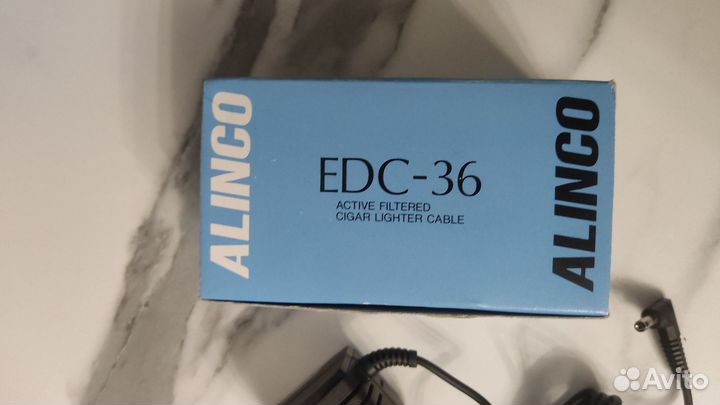 ALINCO
EDC-36
ACTIVE FILTERED
CIGAR LIGHTER CABLE
ALINCO
Avito